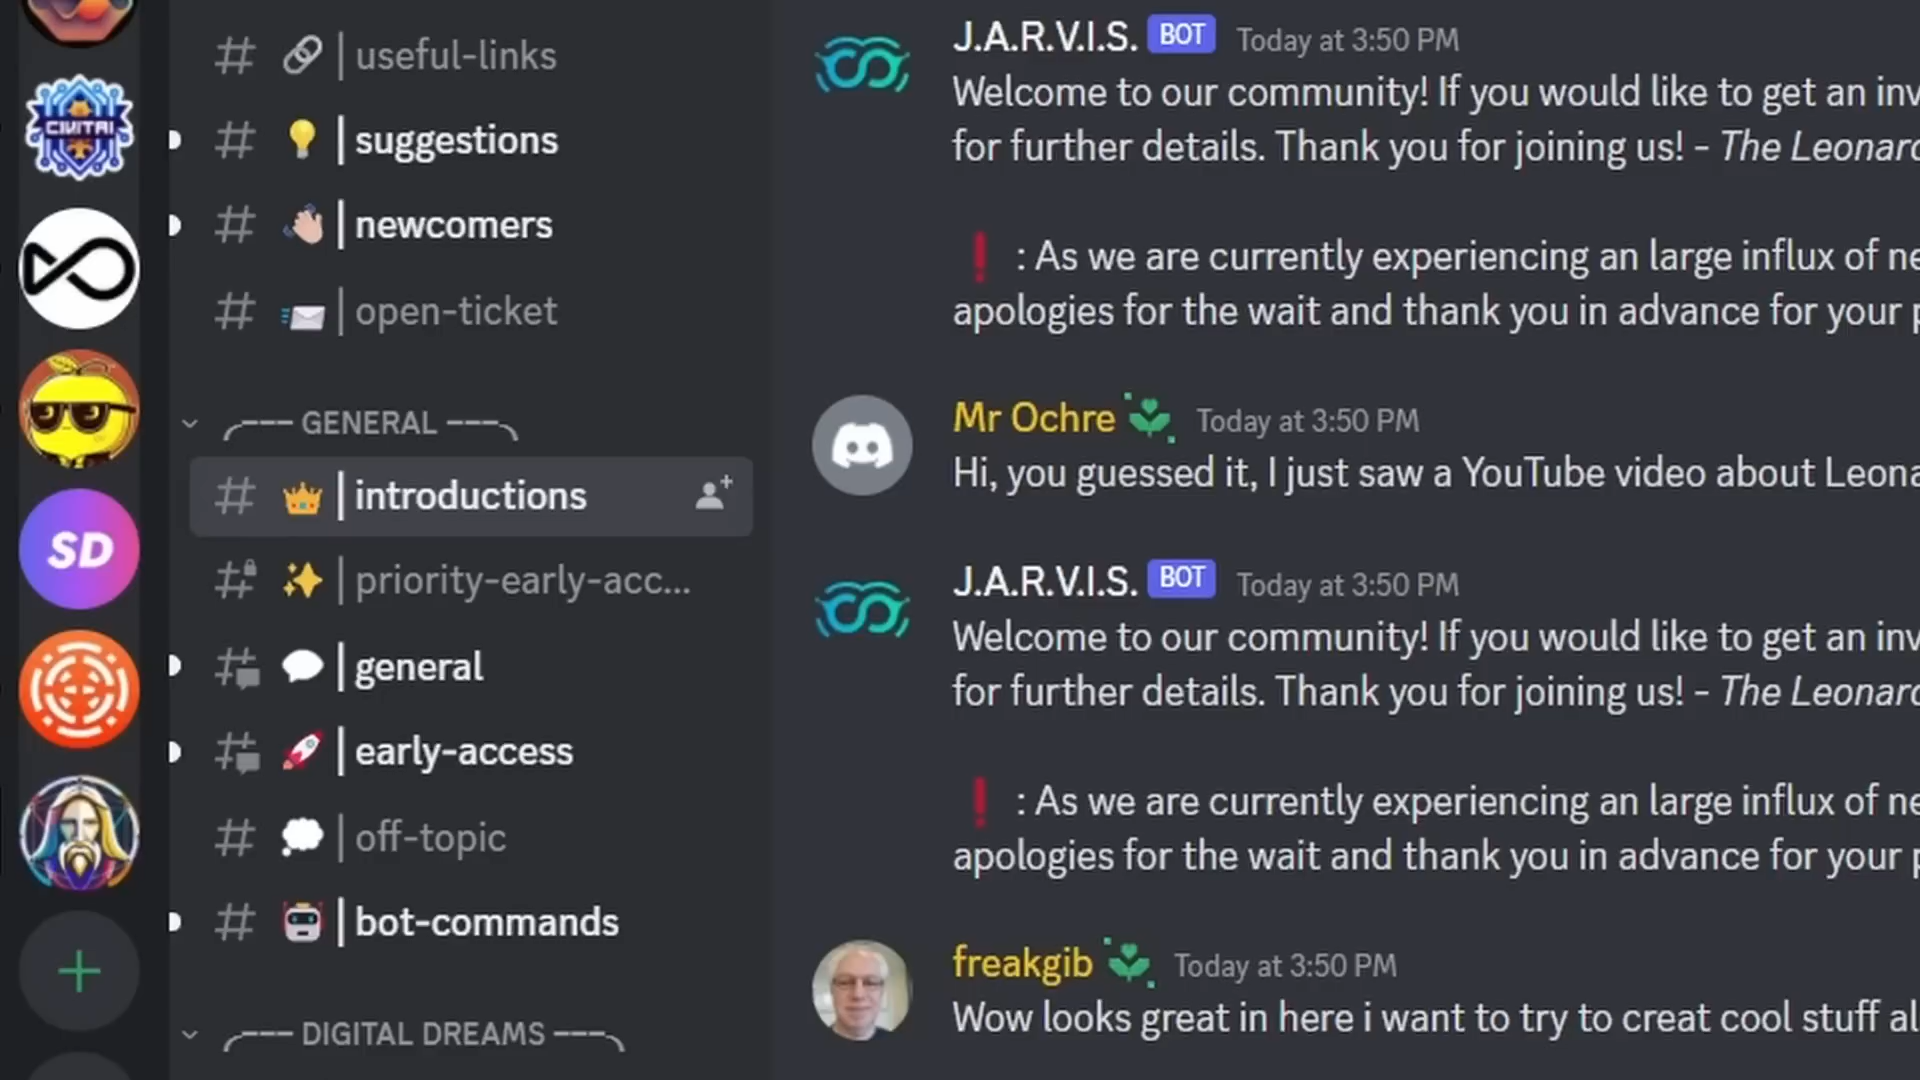 CIVITAI
SD
useful-links
suggestions
newcomers
open-ticket
GENERAL
introductions
priority-early-acc...
general
early-access
off-topic
bot-commands
DIGITAL DREAMS
J.A.R.V.I.S. BOT Today at 3:50 PM
Welcome to our community! If you would like to get an inv
for further details. Thank you for joining us! - The Leonard
❗ : As we are currently experiencing an large influx of ne
apologies for the wait and thank you in advance for your p
Mr Ochre Today at 3:50 PM
Hi, you guessed it, I just saw a YouTube video about Leona
J.A.R.V.I.S. BOT Today at 3:50 PM
Welcome to our community! If you would like to get an inv
for further details. Thank you for joining us! - The Leonard
❗ : As we are currently experiencing an large influx of ne
apologies for the wait and thank you in advance for your p
freakgib Today at 3:50 PM
Wow looks great in here i want to try to creat cool stuff al